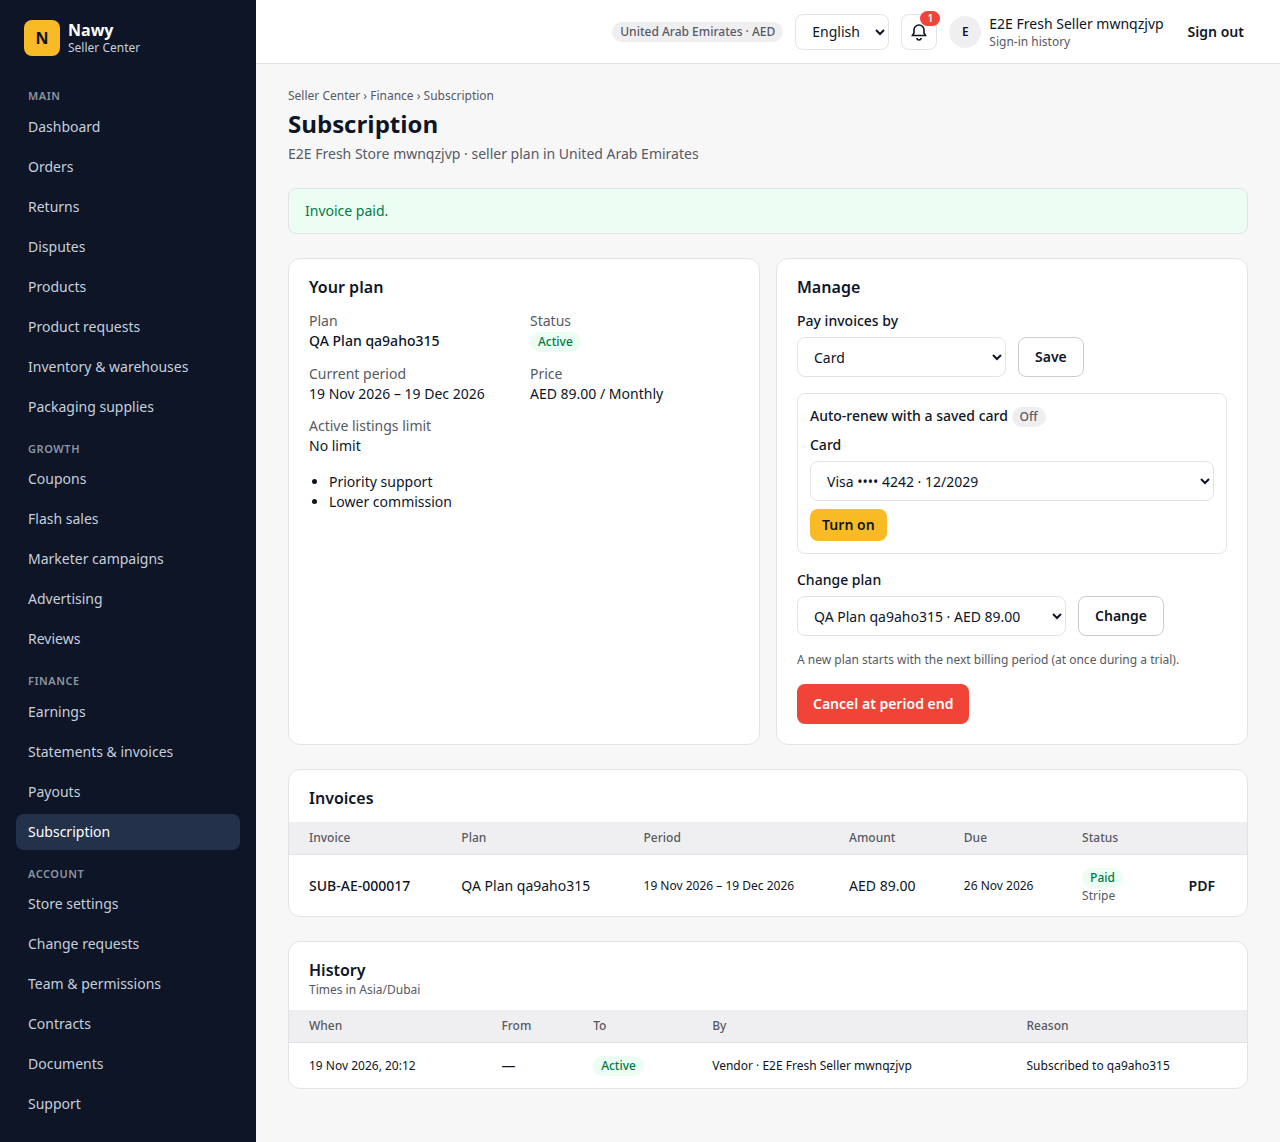 N
Nawy
Seller Center
MAIN
Dashboard
Orders
Returns
Disputes
Products
Product requests
Inventory & warehouses
Packaging supplies
GROWTH
Coupons
Flash sales
Marketer campaigns
Advertising
Reviews
FINANCE
Earnings
Statements & invoices
Payouts
Subscription
ACCOUNT
Store settings
Change requests
Team & permissions
Contracts
Documents
Support
United Arab Emirates · AED
English
1
E
E2E Fresh Seller mwnqzjvp
Sign-in history
Sign out
Seller Center › Finance › Subscription
Subscription
E2E Fresh Store mwnqzjvp · seller plan in United Arab Emirates
Invoice paid.
Your plan
Plan
QA Plan qa9aho315
Status
Active
Current period
19 Nov 2026 – 19 Dec 2026
Price
AED 89.00 / Monthly
Active listings limit
No limit
• Priority support
• Lower commission
Manage
Pay invoices by
Card
Save
Auto-renew with a saved card Off
Card
Visa •••• 4242 · 12/2029
Turn on
Change plan
QA Plan qa9aho315 · AED 89.00
Change
A new plan starts with the next billing period (at once during a trial).
Cancel at period end
Invoices
Invoice Plan Period Amount Due Status
SUB-AE-000017 QA Plan qa9aho315 19 Nov 2026 – 19 Dec 2026 AED 89.00 26 Nov 2026 Paid PDF
Stripe
History
Times in Asia/Dubai
When From To By Reason
19 Nov 2026, 20:12 — Active Vendor · E2E Fresh Seller mwnqzjvp Subscribed to qa9aho315